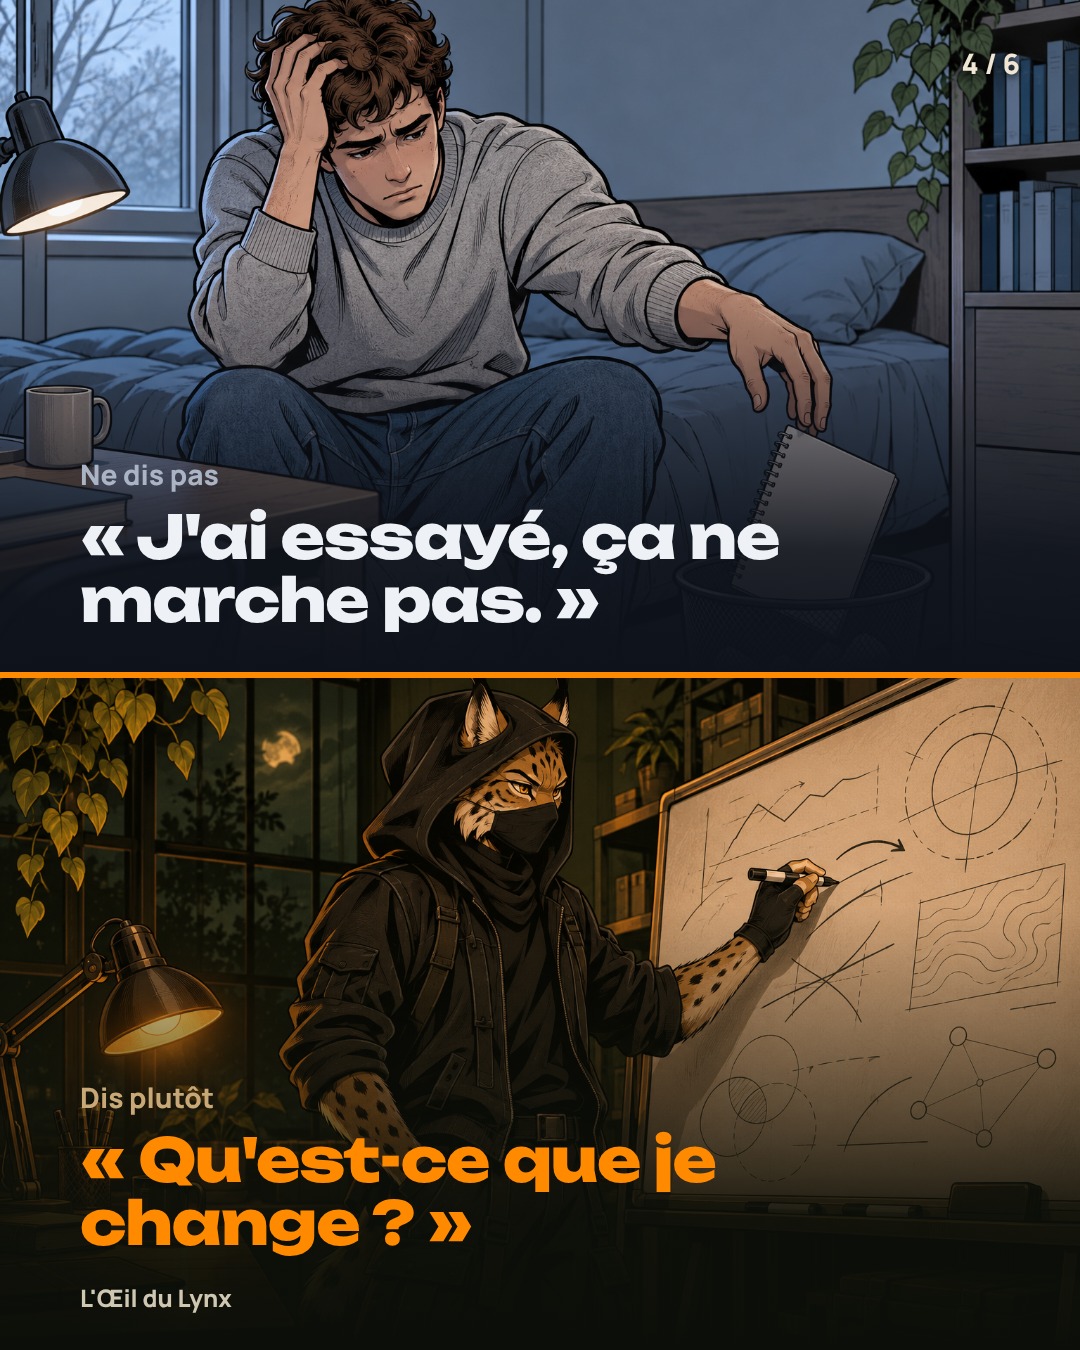 4 / 6
Ne dis pas
« J'ai essayé, ça ne
marche pas. »
Dis plutôt
« Qu'est-ce que je
change ? »
L'Œil du Lynx